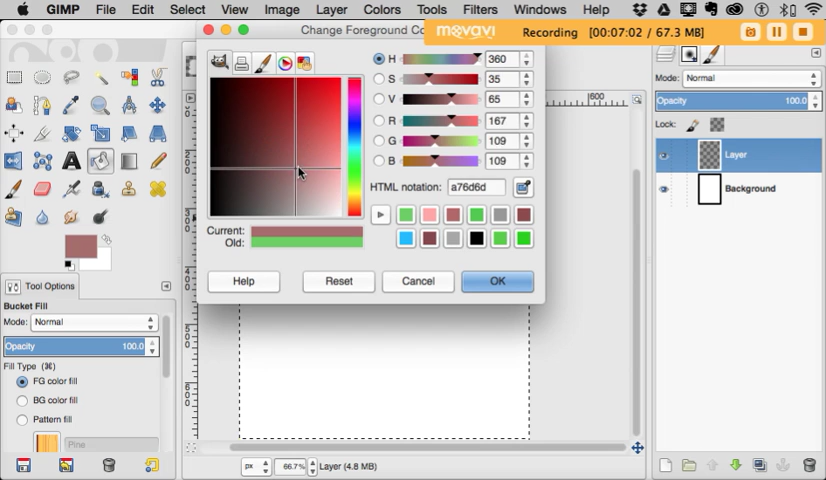 GIMP File Edit Select View Image Layer Colors Tools Filters Windows Help
Change Foreground Co
movavi Recording [00:07:02 / 67.3 MB]
H 360
S 35
V 65
R 167
G 109
B 109
HTML notation: a76d6d
Current:
Old:
Help Reset Cancel OK
Mode: Normal
Opacity 100.0
Lock:
Layer
Background
600
Tool Options
Bucket Fill
Mode: Normal
Opacity 100.0
Fill Type (⌘)
FG color fill
BG color fill
Pattern fill
Pine
px 66.7% Layer (4.8 MB)